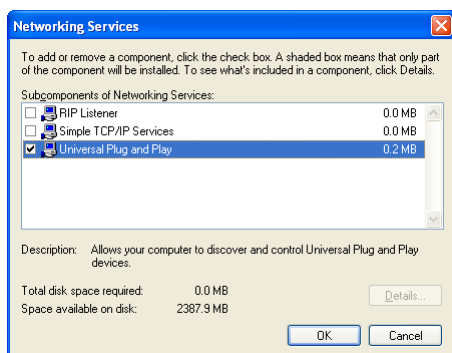 Networking Services
To add or remove a component, click the check box. A shaded box means that only part
of the component will be installed. To see what's included in a component, click Details.
Subcomponents of Networking Services:
RIP Listener 0.0 MB
Simple TCP/IP Services 0.0 MB
Universal Plug and Play 0.2 MB
Description: Allows your computer to discover and control Universal Plug and Play
devices.
Total disk space required: 0.0 MB
Details...
Space available on disk: 2387.9 MB
OK Cancel